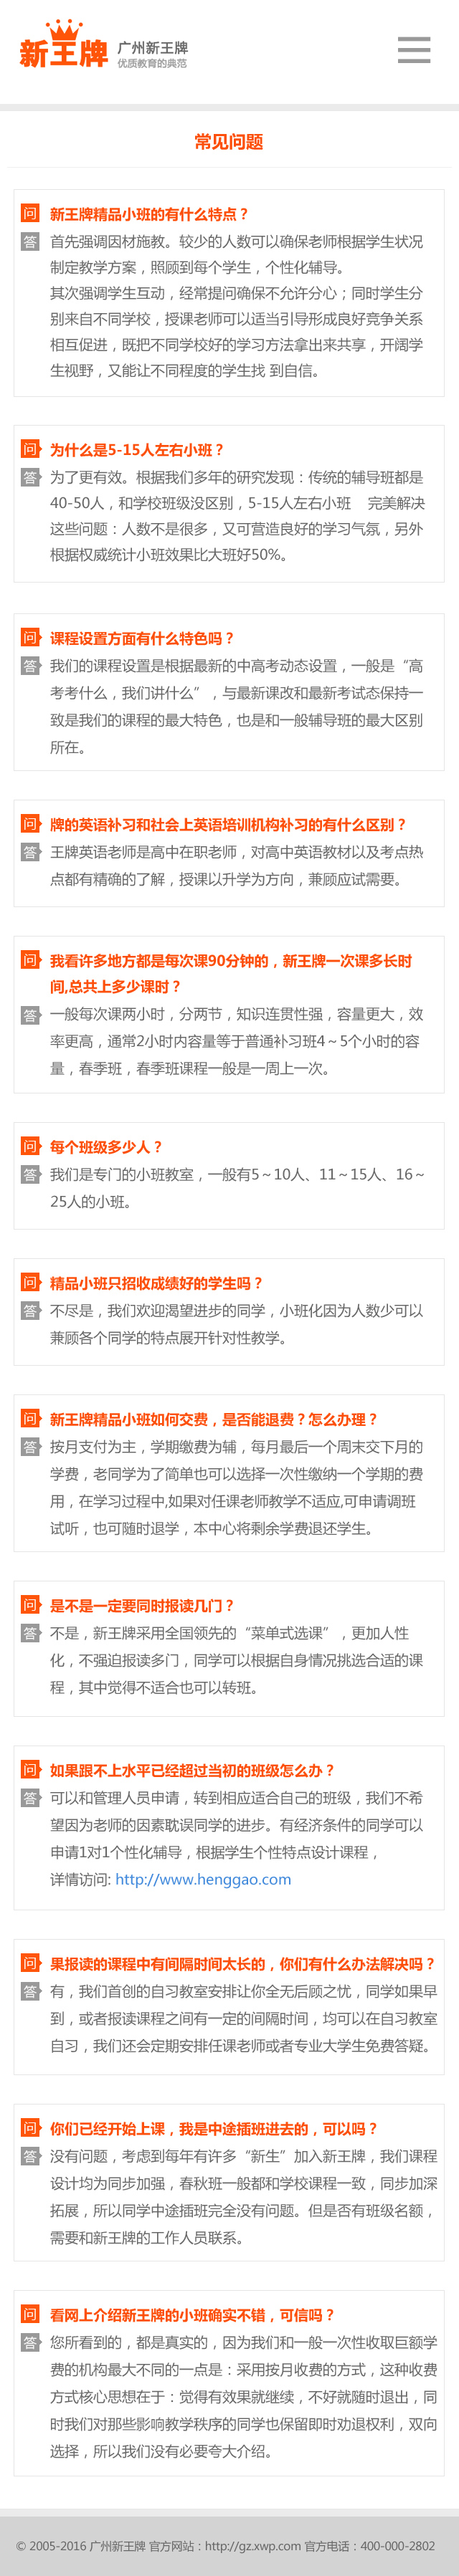 新王牌
广州新王牌
优质教育的典范
常见问题
问 新王牌精品小班的有什么特点？
答 首先强调因材施教。较少的人数可以确保老师根据学生状况
制定教学方案，照顾到每个学生，个性化辅导。
其次强调学生互动，经常提问确保不允许分心；同时学生分
别来自不同学校，授课老师可以适当引导形成良好竞争关系
相互促进，既把不同学校好的学习方法拿出来共享，开阔学
生视野，又能让不同程度的学生找 到自信。
问 为什么是5-15人左右小班？
答 为了更有效。根据我们多年的研究发现：传统的辅导班都是
40-50人，和学校班级没区别，5-15人左右小班 完美解决
这些问题：人数不是很多，又可营造良好的学习气氛，另外
根据权威统计小班效果比大班好50%。
问 课程设置方面有什么特色吗？
答 我们的课程设置是根据最新的中高考动态设置，一般是“高
考考什么，我们讲什么”，与最新课改和最新考试态保持一
致是我们的课程的最大特色，也是和一般辅导班的最大区别
所在。
问 牌的英语补习和社会上英语培训机构补习的有什么区别？
答 王牌英语老师是高中在职老师，对高中英语教材以及考点热
点都有精确的了解，授课以升学为方向，兼顾应试需要。
问 我看许多地方都是每次课90分钟的，新王牌一次课多长时
间,总共上多少课时？
答 一般每次课两小时，分两节，知识连贯性强，容量更大，效
率更高，通常2小时内容量等于普通补习班4～5个小时的容
量，春季班，春季班课程一般是一周上一次。
问 每个班级多少人？
答 我们是专门的小班教室，一般有5～10人、11～15人、16～
25人的小班。
问 精品小班只招收成绩好的学生吗？
答 不尽是，我们欢迎渴望进步的同学，小班化因为人数少可以
兼顾各个同学的特点展开针对性教学。
问 新王牌精品小班如何交费，是否能退费？怎么办理？
答 按月支付为主，学期缴费为辅，每月最后一个周末交下月的
学费，老同学为了简单也可以选择一次性缴纳一个学期的费
用，在学习过程中,如果对任课老师教学不适应,可申请调班
试听，也可随时退学，本中心将剩余学费退还学生。
问 是不是一定要同时报读几门？
答 不是，新王牌采用全国领先的“菜单式选课”，更加人性
化，不强迫报读多门，同学可以根据自身情况挑选合适的课
程，其中觉得不适合也可以转班。
问 如果跟不上水平已经超过当初的班级怎么办？
答 可以和管理人员申请，转到相应适合自己的班级，我们不希
望因为老师的因素耽误同学的进步。有经济条件的同学可以
申请1对1个性化辅导，根据学生个性特点设计课程，
详情访问: http://www.henggao.com
问 果报读的课程中有间隔时间太长的，你们有什么办法解决吗？
答 有，我们首创的自习教室安排让你全无后顾之忧，同学如果早
到，或者报读课程之间有一定的间隔时间，均可以在自习教室
自习，我们还会定期安排任课老师或者专业大学生免费答疑。
问 你们已经开始上课，我是中途插班进去的，可以吗？
答 没有问题，考虑到每年有许多“新生”加入新王牌，我们课程
设计均为同步加强，春秋班一般都和学校课程一致，同步加深
拓展，所以同学中途插班完全没有问题。但是否有班级名额，
需要和新王牌的工作人员联系。
问 看网上介绍新王牌的小班确实不错，可信吗？
答 您所看到的，都是真实的，因为我们和一般一次性收取巨额学
费的机构最大不同的一点是：采用按月收费的方式，这种收费
方式核心思想在于：觉得有效果就继续，不好就随时退出，同
时我们对那些影响教学秩序的同学也保留即时劝退权利，双向
选择，所以我们没有必要夸大介绍。
© 2005-2016 广州新王牌 官方网站：http://gz.xwp.com 官方电话：400-000-2802